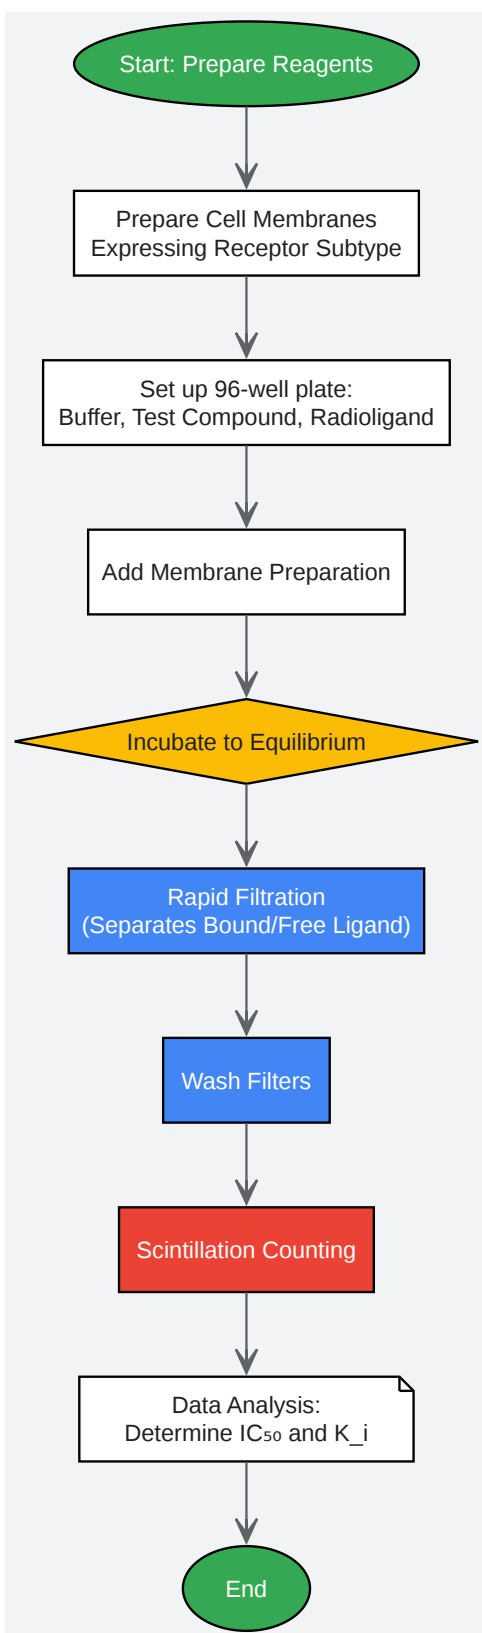 Start: Prepare Reagents
Prepare Cell Membranes
Expressing Receptor Subtype
Set up 96-well plate:
Buffer, Test Compound, Radioligand
Add Membrane Preparation
Incubate to Equilibrium
Rapid Filtration
(Separates Bound/Free Ligand)
Wash Filters
Scintillation Counting
Data Analysis:
Determine IC₅₀ and K_i
End